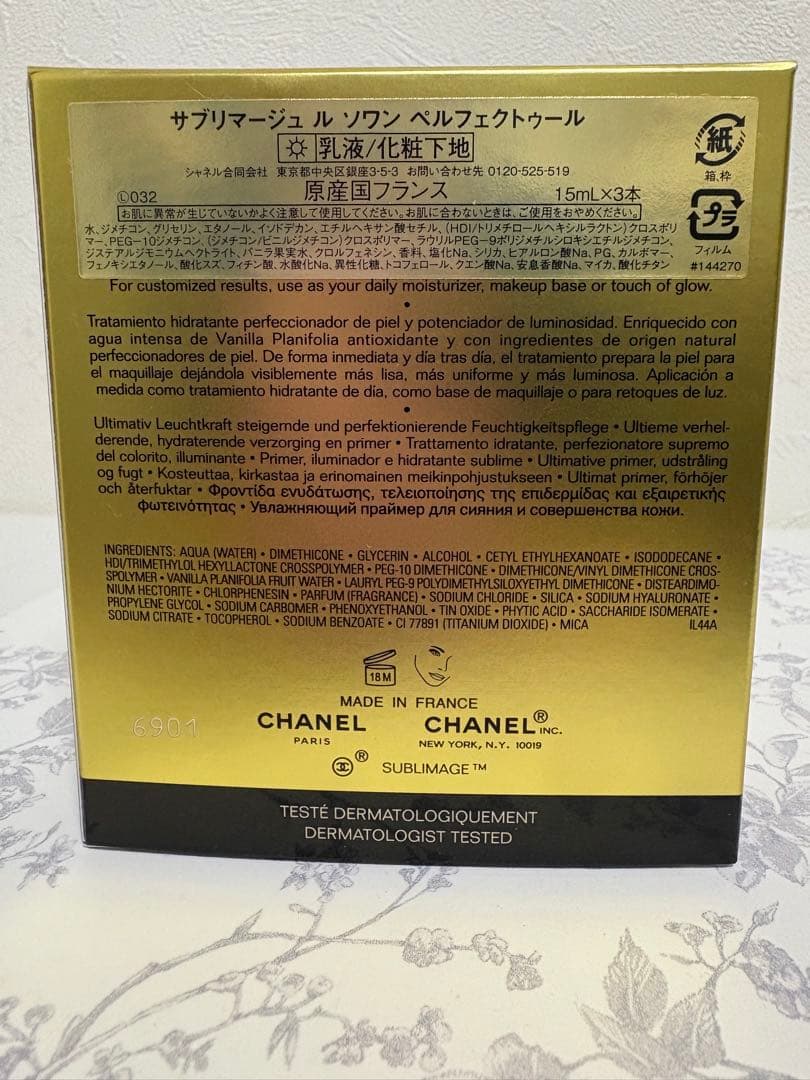 サブリマージュ ル ソワン ペルフェクトゥール
乳液/化粧下地
シャネル合同会社 東京都中央区銀座3-5-3 お問い合わせ先 0120-525-519
Ⓛ032 原産国フランス 15mL×3本
お肌に異常が生じていないかよく注意して使用してください。お肌に合わないときは、ご使用をおやめください。
水、ジメチコン、グリセリン、エタノール、イソドデカン、エチルヘキサン酸セチル、(HDI/トリメチロールヘキシルラクトン)クロスポリ
マー、PEG-10ジメチコン、(ジメチコン/ビニルジメチコン)クロスポリマー、ラウリルPEG-9ポリジメチルシロキシエチルジメチコン、
ジステアルジモニウムヘクトライト、バニラ果実水、クロルフェネシン、香料、塩化Na、シリカ、ヒアルロン酸Na、PG、カルボマー、
フェノキシエタノール、酸化スズ、フィチン酸、水酸化Na、異性化糖、トコフェロール、クエン酸Na、安息香酸Na、マイカ、酸化チタン
紙
箱、枠
プラ
フィルム
#144270
For customized results, use as your daily moisturizer, makeup base or touch of glow.
•
Tratamiento hidratante perfeccionador de piel y potenciador de luminosidad. Enriquecido con
agua intensa de Vanilla Planifolia antioxidante y con ingredientes de origen natural
perfeccionadores de piel. De forma inmediata y día tras día, el tratamiento prepara la piel para
el maquillaje dejándola visiblemente más lisa, más uniforme y más luminosa. Aplicación a
medida como tratamiento hidratante de día, como base de maquillaje o para retoques de luz.
•
Ultimativ Leuchtkraft steigernde und perfektionierende Feuchtigkeitspflege • Ultieme verhel-
derende, hydraterende verzorging en primer • Trattamento idratante, perfezionatore supremo
del colorito, illuminante • Primer, iluminador e hidratante sublime • Ultimative primer, udstråling
og fugt • Kosteuttaa, kirkastaa ja erinomainen meikinpohjustukseen • Ultimat primer, förhöjer
och återfuktar • Φροντίδα ενυδάτωσης, τελειοποίησης της επιδερμίδας και εξαιρετικής
φωτεινότητας • Увлажняющий праймер для сияния и совершенства кожи.
INGREDIENTS: AQUA (WATER) • DIMETHICONE • GLYCERIN • ALCOHOL • CETYL ETHYLHEXANOATE • ISODODECANE •
HDI/TRIMETHYLOL HEXYLLACTONE CROSSPOLYMER • PEG-10 DIMETHICONE • DIMETHICONE/VINYL DIMETHICONE CROS-
SPOLYMER • VANILLA PLANIFOLIA FRUIT WATER • LAURYL PEG-9 POLYDIMETHYLSILOXYETHYL DIMETHICONE • DISTEARDIMO-
NIUM HECTORITE • CHLORPHENESIN • PARFUM (FRAGRANCE) • SODIUM CHLORIDE • SILICA • SODIUM HYALURONATE •
PROPYLENE GLYCOL • SODIUM CARBOMER • PHENOXYETHANOL • TIN OXIDE • PHYTIC ACID • SACCHARIDE ISOMERATE •
SODIUM CITRATE • TOCOPHEROL • SODIUM BENZOATE • CI 77891 (TITANIUM DIOXIDE) • MICA IL44A
18 M
MADE IN FRANCE
6901
CHANEL CHANEL® INC.
PARIS NEW YORK, N.Y. 10019
® SUBLIMAGE™
TESTÉ DERMATOLOGIQUEMENT
DERMATOLOGIST TESTED